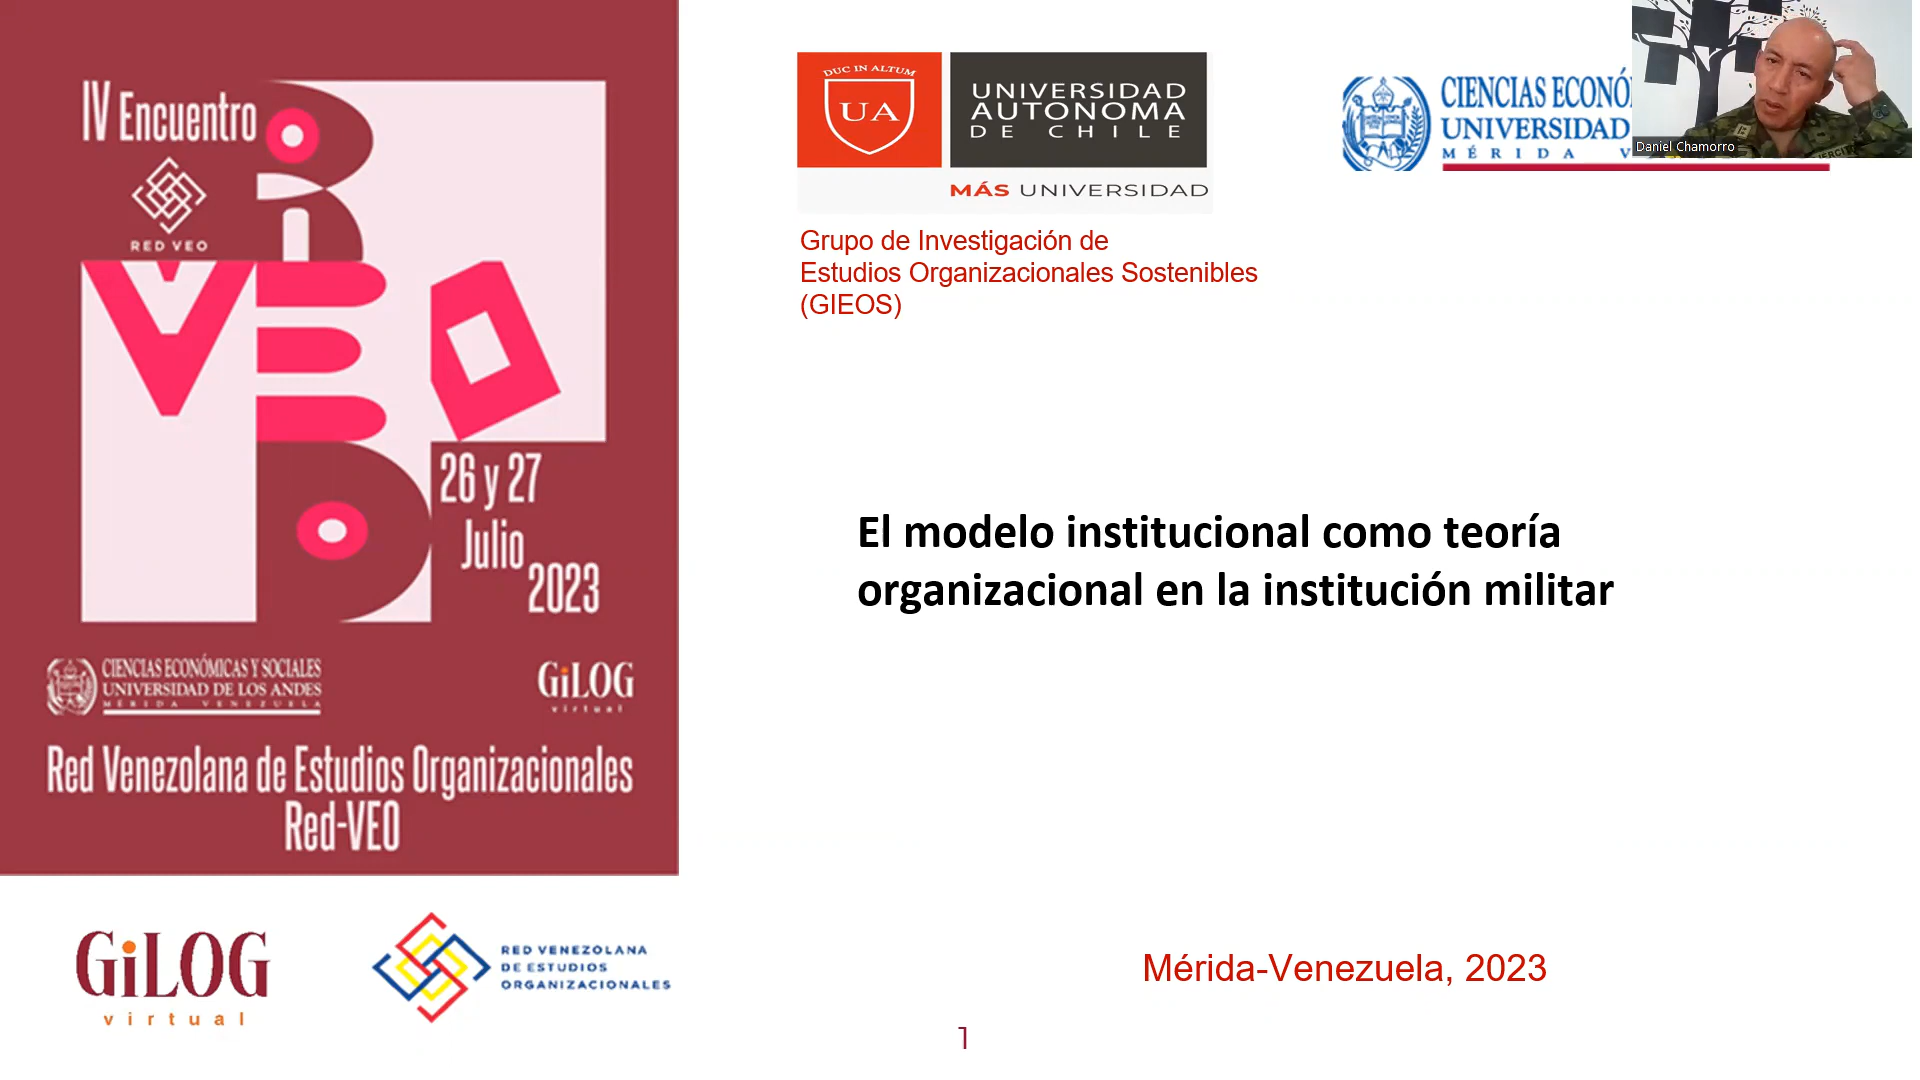 IV Encuentro
RED VEO
26 y 27
Julio
2023
CIENCIAS ECONÓMICAS Y SOCIALES
UNIVERSIDAD DE LOS ANDES
MÉRIDA VENEZUELA
GiLOG
virtual
Red Venezolana de Estudios Organizacionales
Red-VEO
GiLOG
virtual
RED VENEZOLANA
DE ESTUDIOS
ORGANIZACIONALES
DUC IN ALTUM
UA
UNIVERSIDAD
AUTONOMA
DE CHILE
MÁS UNIVERSIDAD
Grupo de Investigación de
Estudios Organizacionales Sostenibles
(GIEOS)
CIENCIAS ECONÓ
UNIVERSIDAD
MÉRIDA V
Daniel Chamorro
El modelo institucional como teoría
organizacional en la institución militar
Mérida-Venezuela, 2023
1